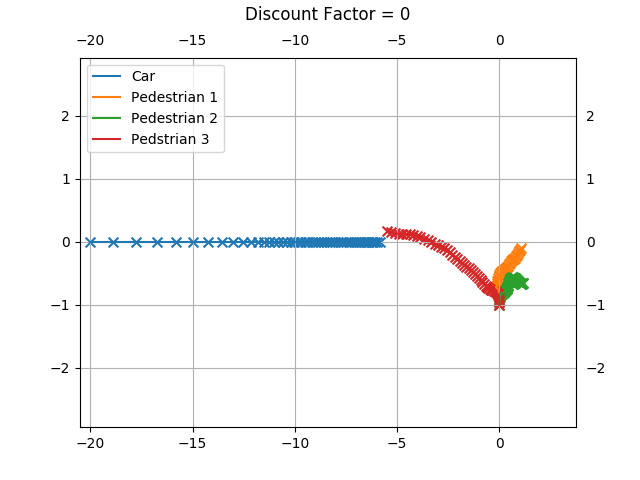 Discount Factor = 0
−20 −15 −10 −5 0
Car
Pedestrian 1
Pedestrian 2
Pedstrian 3
2 2
1 1
0 0
−1 −1
−2 −2
−20 −15 −10 −5 0